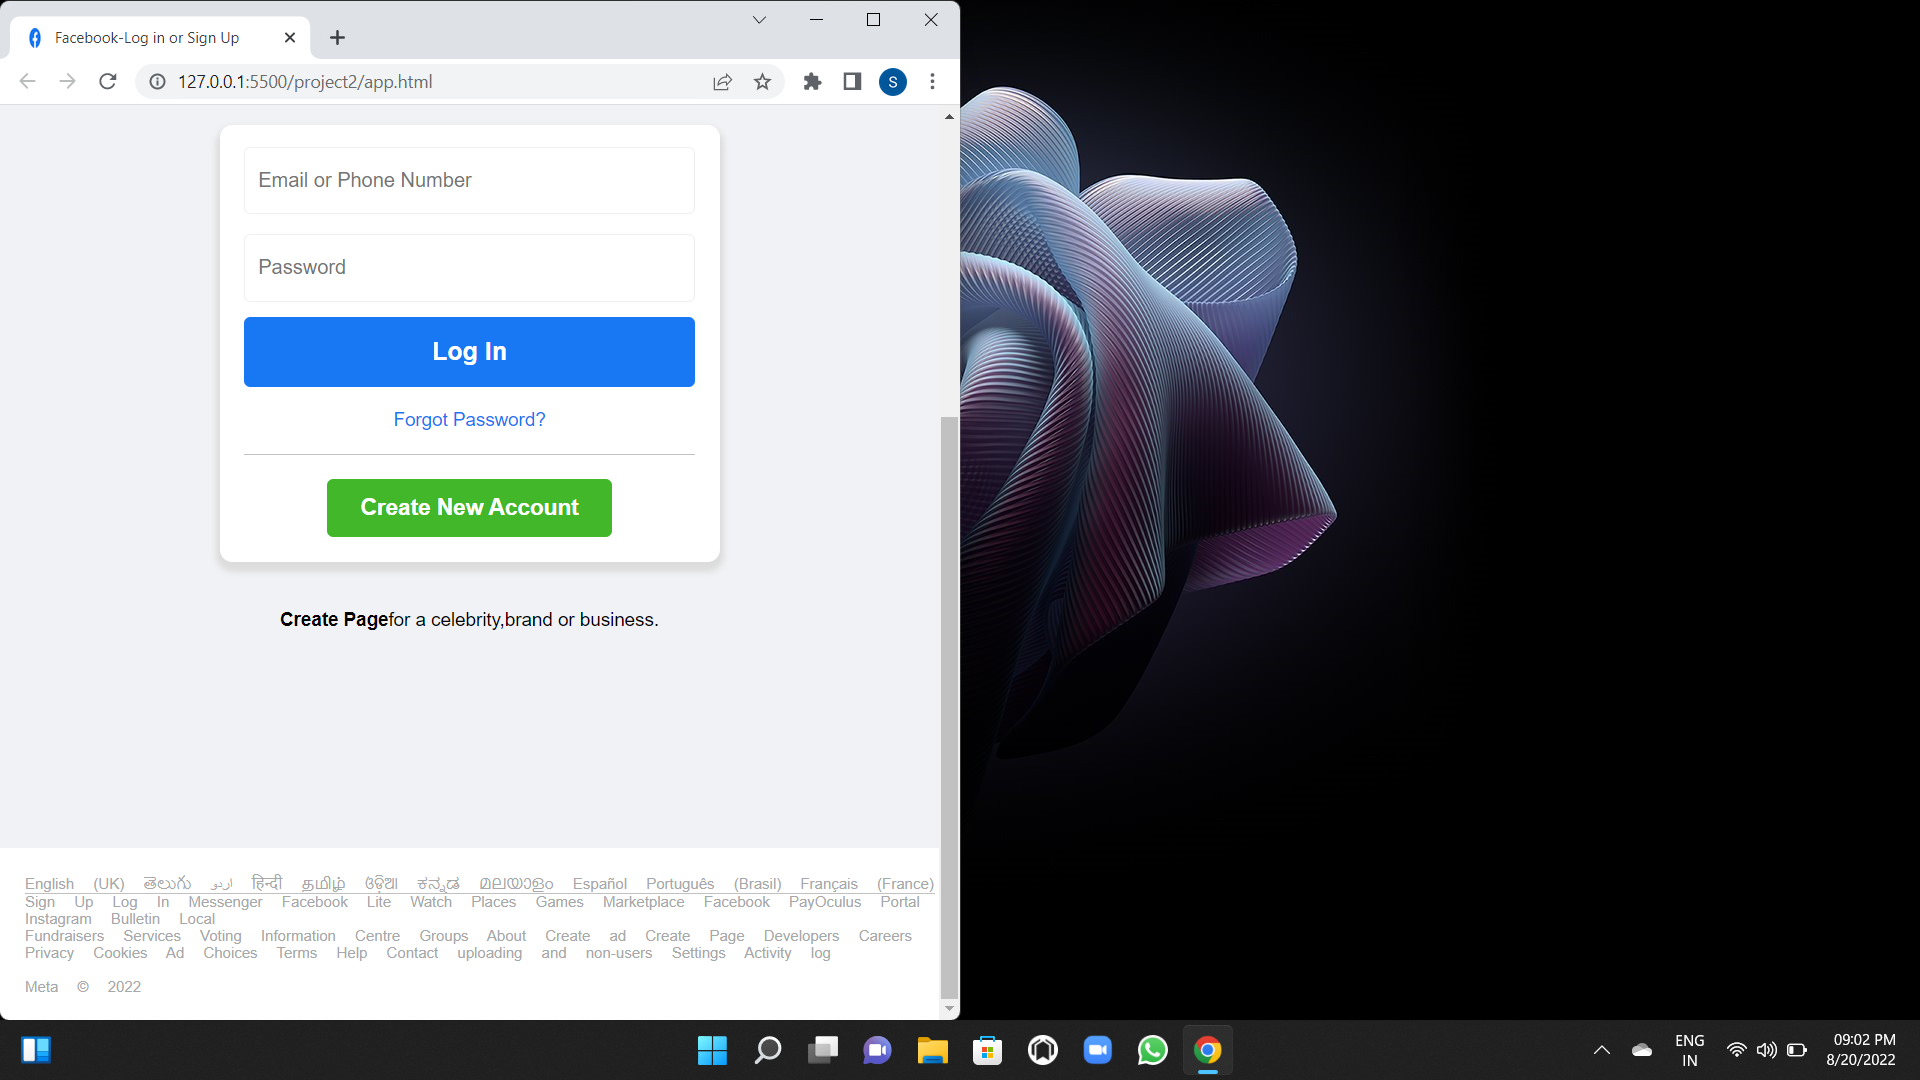 Facebook-Log in or Sign Up
127.0.0.1:5500/project2/app.html
S
Email or Phone Number
Password
Log In
Forgot Password?
Create New Account
Create Pagefor a celebrity,brand or business.
English (UK) తెలుగు اردو हिन्दी தமிழ் ଓଡ଼ିଆ ಕನ್ನಡ മലയാളം Español Português (Brasil) Français (France)
Sign Up Log In Messenger Facebook Lite Watch Places Games Marketplace Facebook PayOculus Portal
Instagram Bulletin Local
Fundraisers Services Voting Information Centre Groups About Create ad Create Page Developers Careers
Privacy Cookies Ad Choices Terms Help Contact uploading and non-users Settings Activity log
Meta © 2022
ENG
IN
09:02 PM
8/20/2022